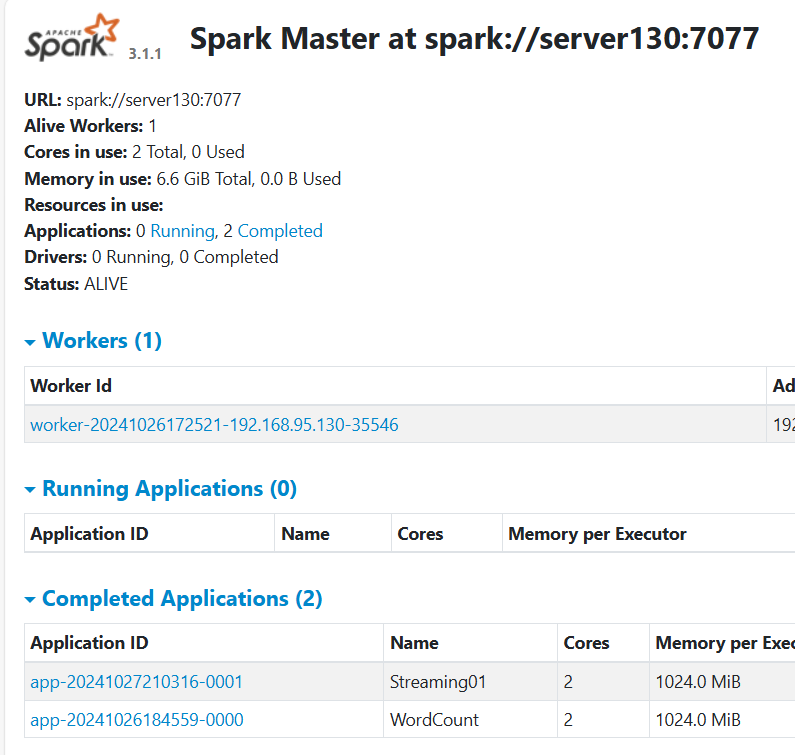 APACHE
Spark 3.1.1 Spark Master at spark://server130:7077
URL: spark://server130:7077
Alive Workers: 1
Cores in use: 2 Total, 0 Used
Memory in use: 6.6 GiB Total, 0.0 B Used
Resources in use:
Applications: 0 Running, 2 Completed
Drivers: 0 Running, 0 Completed
Status: ALIVE
Workers (1)
Worker Id Ad
worker-20241026172521-192.168.95.130-35546 192
Running Applications (0)
Application ID Name Cores Memory per Executor
Completed Applications (2)
Application ID Name Cores Memory per Exec
app-20241027210316-0001 Streaming01 2 1024.0 MiB
app-20241026184559-0000 WordCount 2 1024.0 MiB